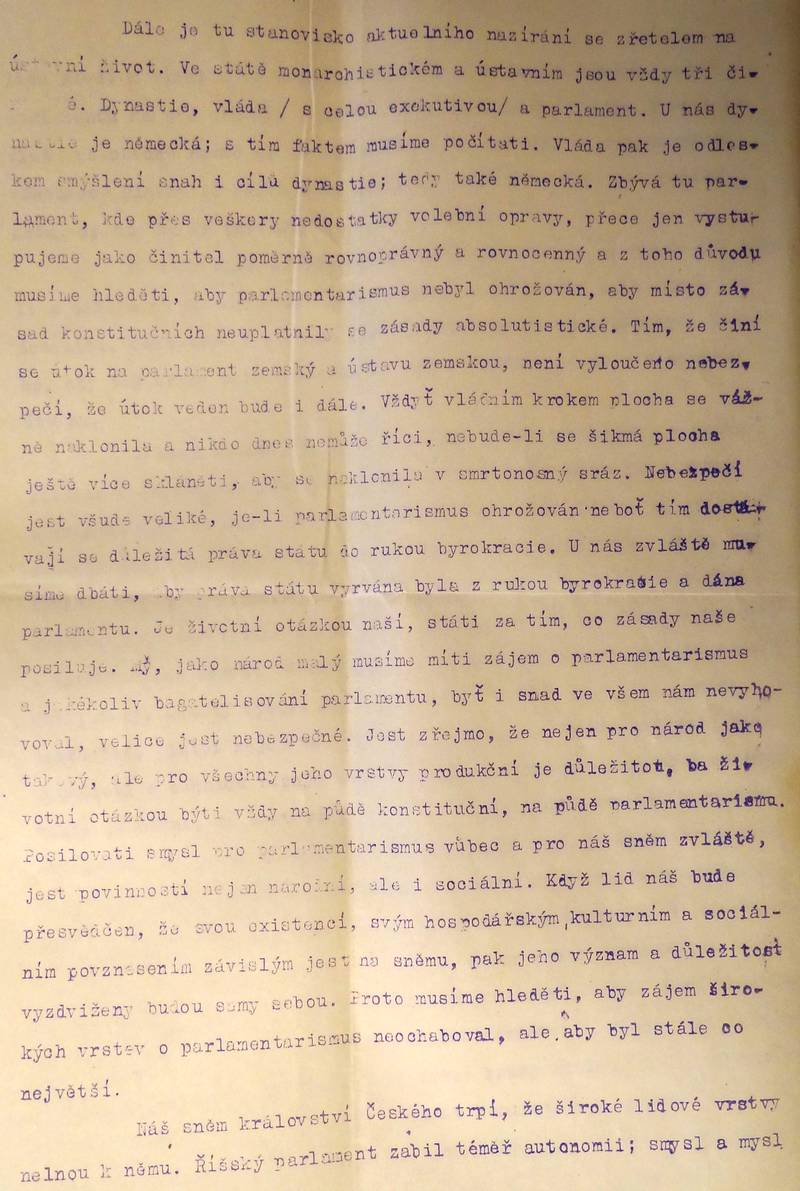 Dále je tu stanovisko aktuelního nazírání se zřetelem na
ústavní život. Ve státě monarchistickém a ústavním jsou vždy tři či-
é. Dynastie, vláda / s celou exekutivou/ a parlament. U nás dy-
nastie je německá; s tím faktem musíme počítati. Vláda pak je odles-
kem smýšlení snah i cílů dynastie; tedy také německá. Zbývá tu par-
lament, kde přes veškery nedostatky volební opravy, přece jen vystu-
pujeme jako činitel poměrně rovnoprávný a rovnocenný a z toho důvodu
musíme hleděti, aby parlamentarismus nebyl ohrožován, aby místo zá-
sad konstitučních neuplatnily se zásady absolutistické. Tím, že činí
se útok na parlament zemský a ústavu zemskou, není vyloučeno nebez-
pečí, že útok veden bude i dále. Vždyť vládním krokem plocha se váž-
ně naklonila a nikdo dnes nemůže říci, nebude-li se šikmá plocha
ještě více skláněti, aby se naklonila v smrtonosný sráz. Nebezpečí
jest všude veliké, je-li parlamentarismus ohrožován neboť tím dostá-
vají se důležitá práva státu do rukou byrokracie. U nás zvláště mu-
síme dbáti, aby práva státu vyrvána byla z rukou byrokracie a dána
parlamentu. Je životní otázkou naší, státi za tím, co zásady naše
posiluje. My, jako národ malý musíme míti zájem o parlamentarismus
a jakékoliv bagatelisování parlamentu, byť i snad ve všem nám nevyho-
voval, velice jest nebezpečné. Jest zřejmo, že nejen pro národ jako
takový, ale pro všechny jeho vrstvy produkční je důležitou, ba ži-
votní otázkou býti vždy na půdě konstituční, na půdě parlamentarismu.
Posilovati smysl pro parlamentarismus vůbec a pro náš sněm zvláště,
jest povinností nejen národní, ale i sociální. Když lid náš bude
přesvědčen, že svou existencí, svým hospodářským, kulturním a sociál-
ním povznesením závislým jest na sněmu, pak jeho význam a důležitost
vyzdviženy budou samy sebou. Proto musíme hleděti, aby zájem širo-
kých vrstev o parlamentarismus neochaboval, ale, aby byl stále co
největší.
Náš sněm království Českého trpí, že široké lidové vrstvy
nelnou k němu. Říšský parlament zabil téměř autonomii; smysl a mysl